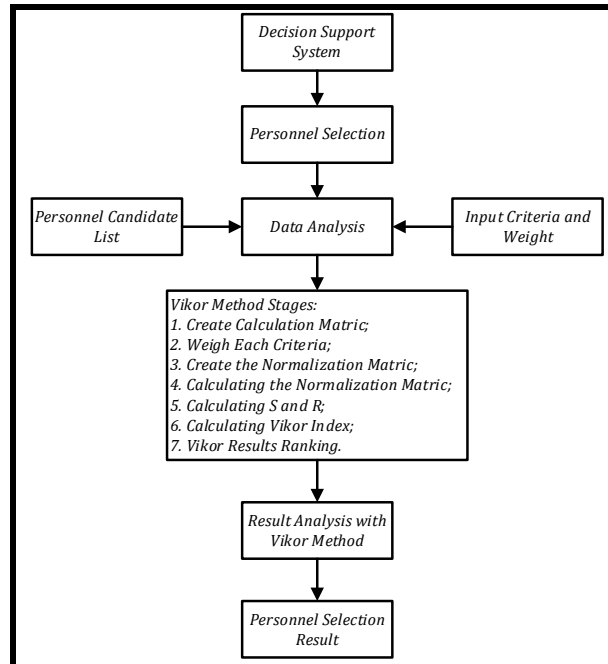 Decision Support
System
Personnel Selection
Personnel Candidate
List
Data Analysis
Input Criteria and
Weight
Vikor Method Stages:
1. Create Calculation Matric;
2. Weigh Each Criteria;
3. Create the Normalization Matric;
4. Calculating the Normalization Matric;
5. Calculating S and R;
6. Calculating Vikor Index;
7. Vikor Results Ranking.
Result Analysis with
Vikor Method
Personnel Selection
Result